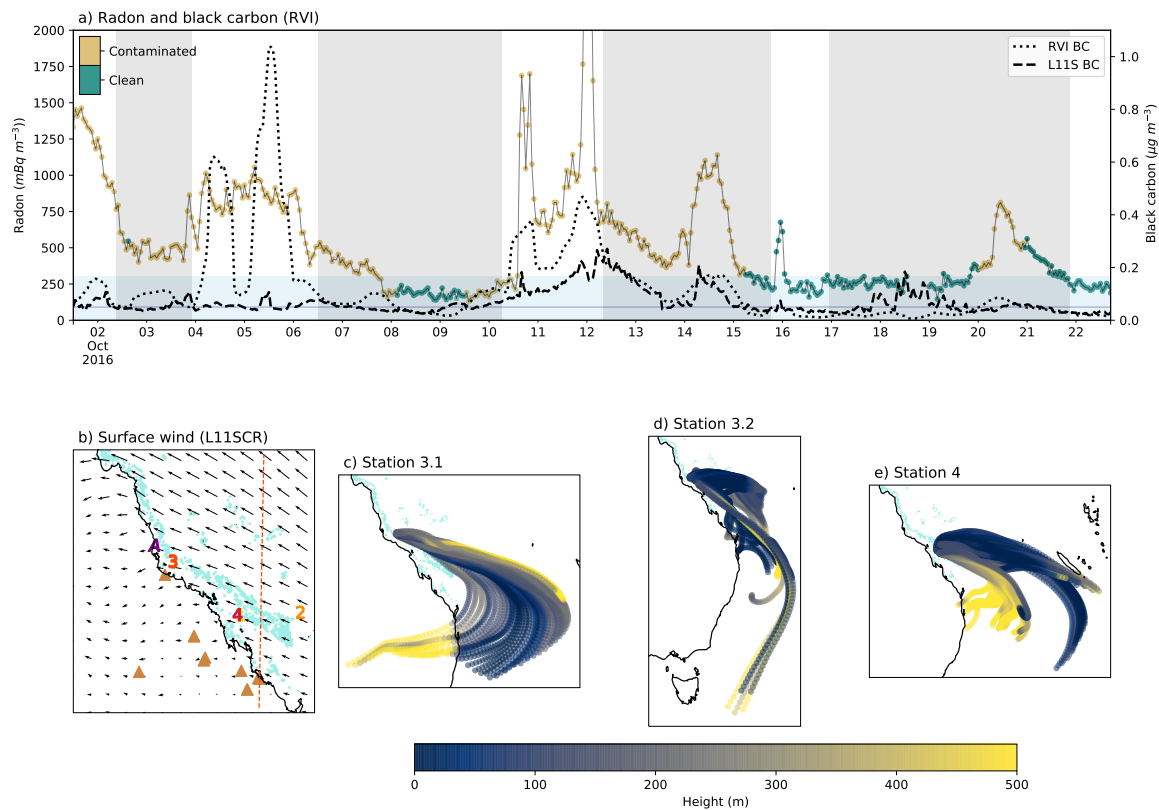 a) Radon and black carbon (RVI)
2000
1750
1500
1250
1000
750
500
250
0
Radon (mBq m⁻³))
Contaminated
Clean
RVI BC
L11S BC
1.0
0.8
0.6
0.4
0.2
0.0
Black carbon (μg m⁻³)
02 03 04 05 06 07 08 09 10 11 12 13 14 15 16 17 18 19 20 21 22
Oct
2016
b) Surface wind (L11SCR)
A
3
4
2
c) Station 3.1
d) Station 3.2
e) Station 4
0 100 200 300 400 500
Height (m)